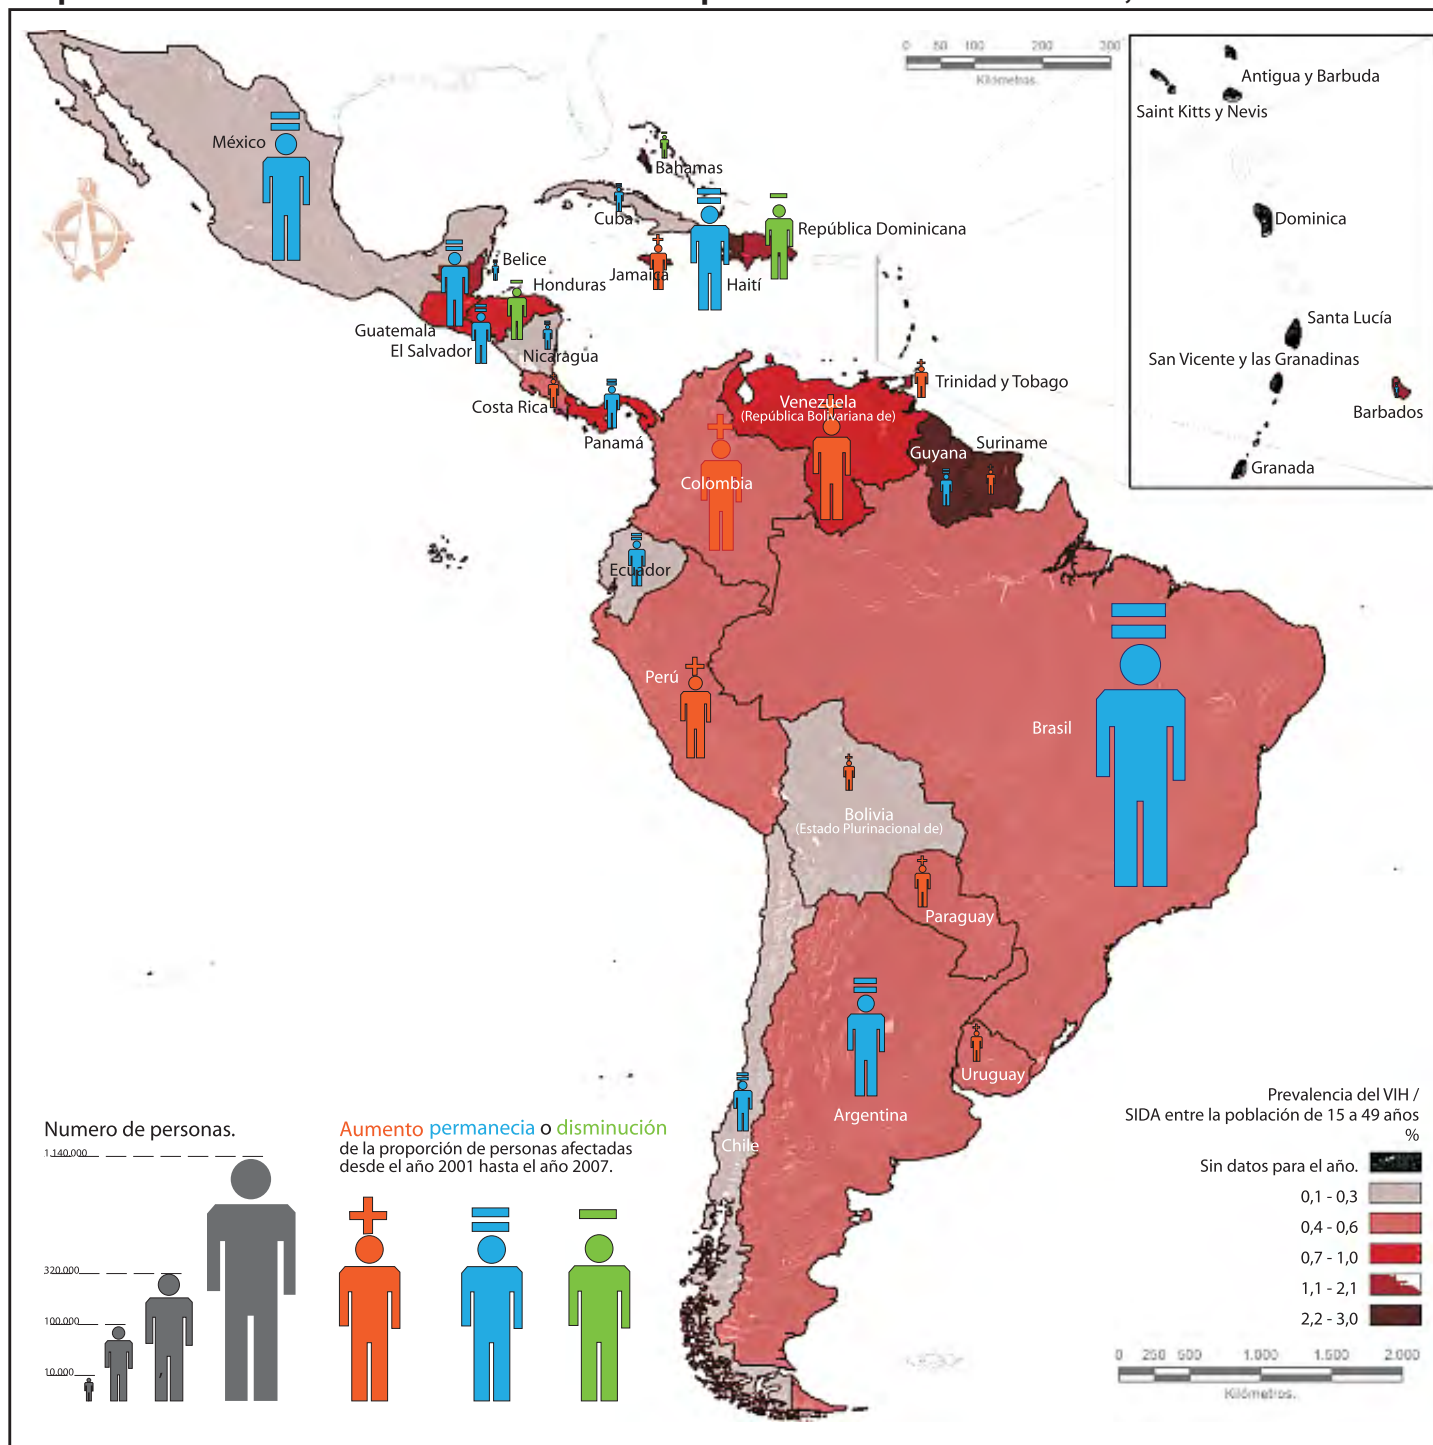 0 50 100 200 300
Kilómetros.
Antigua y Barbuda
Saint Kitts y Nevis
Dominica
Santa Lucía
San Vicente y las Granadinas
Barbados
Granada
México
Bahamas
Cuba
República Dominicana
Jamaica
Haití
Belice
Honduras
Guatemala
El Salvador
Nicaragua
Costa Rica
Panamá
Trinidad y Tobago
Venezuela
(República Bolivariana de)
Guyana
Suriname
Colombia
Ecuador
Perú
Brasil
Bolivia
(Estado Plurinacional de)
Paraguay
Uruguay
Argentina
Chile
Numero de personas.
1.140.000
320.000
100.000
10.000
Aumento permanecia o disminución
de la proporción de personas afectadas
desde el año 2001 hasta el año 2007.
Prevalencia del VIH /
SIDA entre la población de 15 a 49 años
%
Sin datos para el año.
0,1 - 0,3
0,4 - 0,6
0,7 - 1,0
1,1 - 2,1
2,2 - 3,0
0 250 500 1.000 1.500 2.000
Kilómetros.